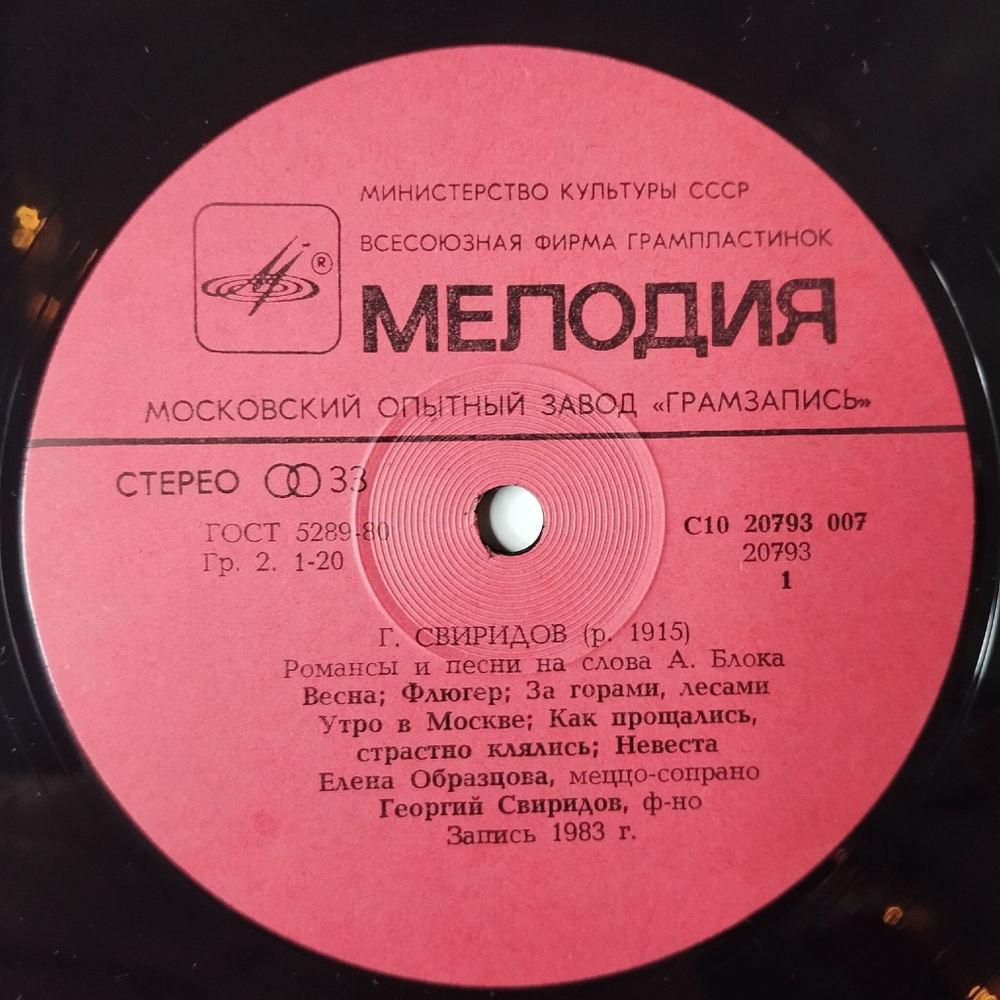 МИНИСТЕРСТВО КУЛЬТУРЫ СССР
ВСЕСОЮЗНАЯ ФИРМА ГРАМПЛАСТИНОК
®
МЕЛОДИЯ
МОСКОВСКИЙ ОПЫТНЫЙ ЗАВОД «ГРАМЗАПИСЬ»
СТЕРЕО 33
ГОСТ 5289-80
Гр. 2. 1-20
С10 20793 007
20793
1
Г. СВИРИДОВ (р. 1915)
Романсы и песни на слова А. Блока
Весна; Флюгер; За горами, лесами
Утро в Москве; Как прощались,
страстно клялись; Невеста
Елена Образцова, меццо-сопрано
Георгий Свиридов, ф-но
Запись 1983 г.